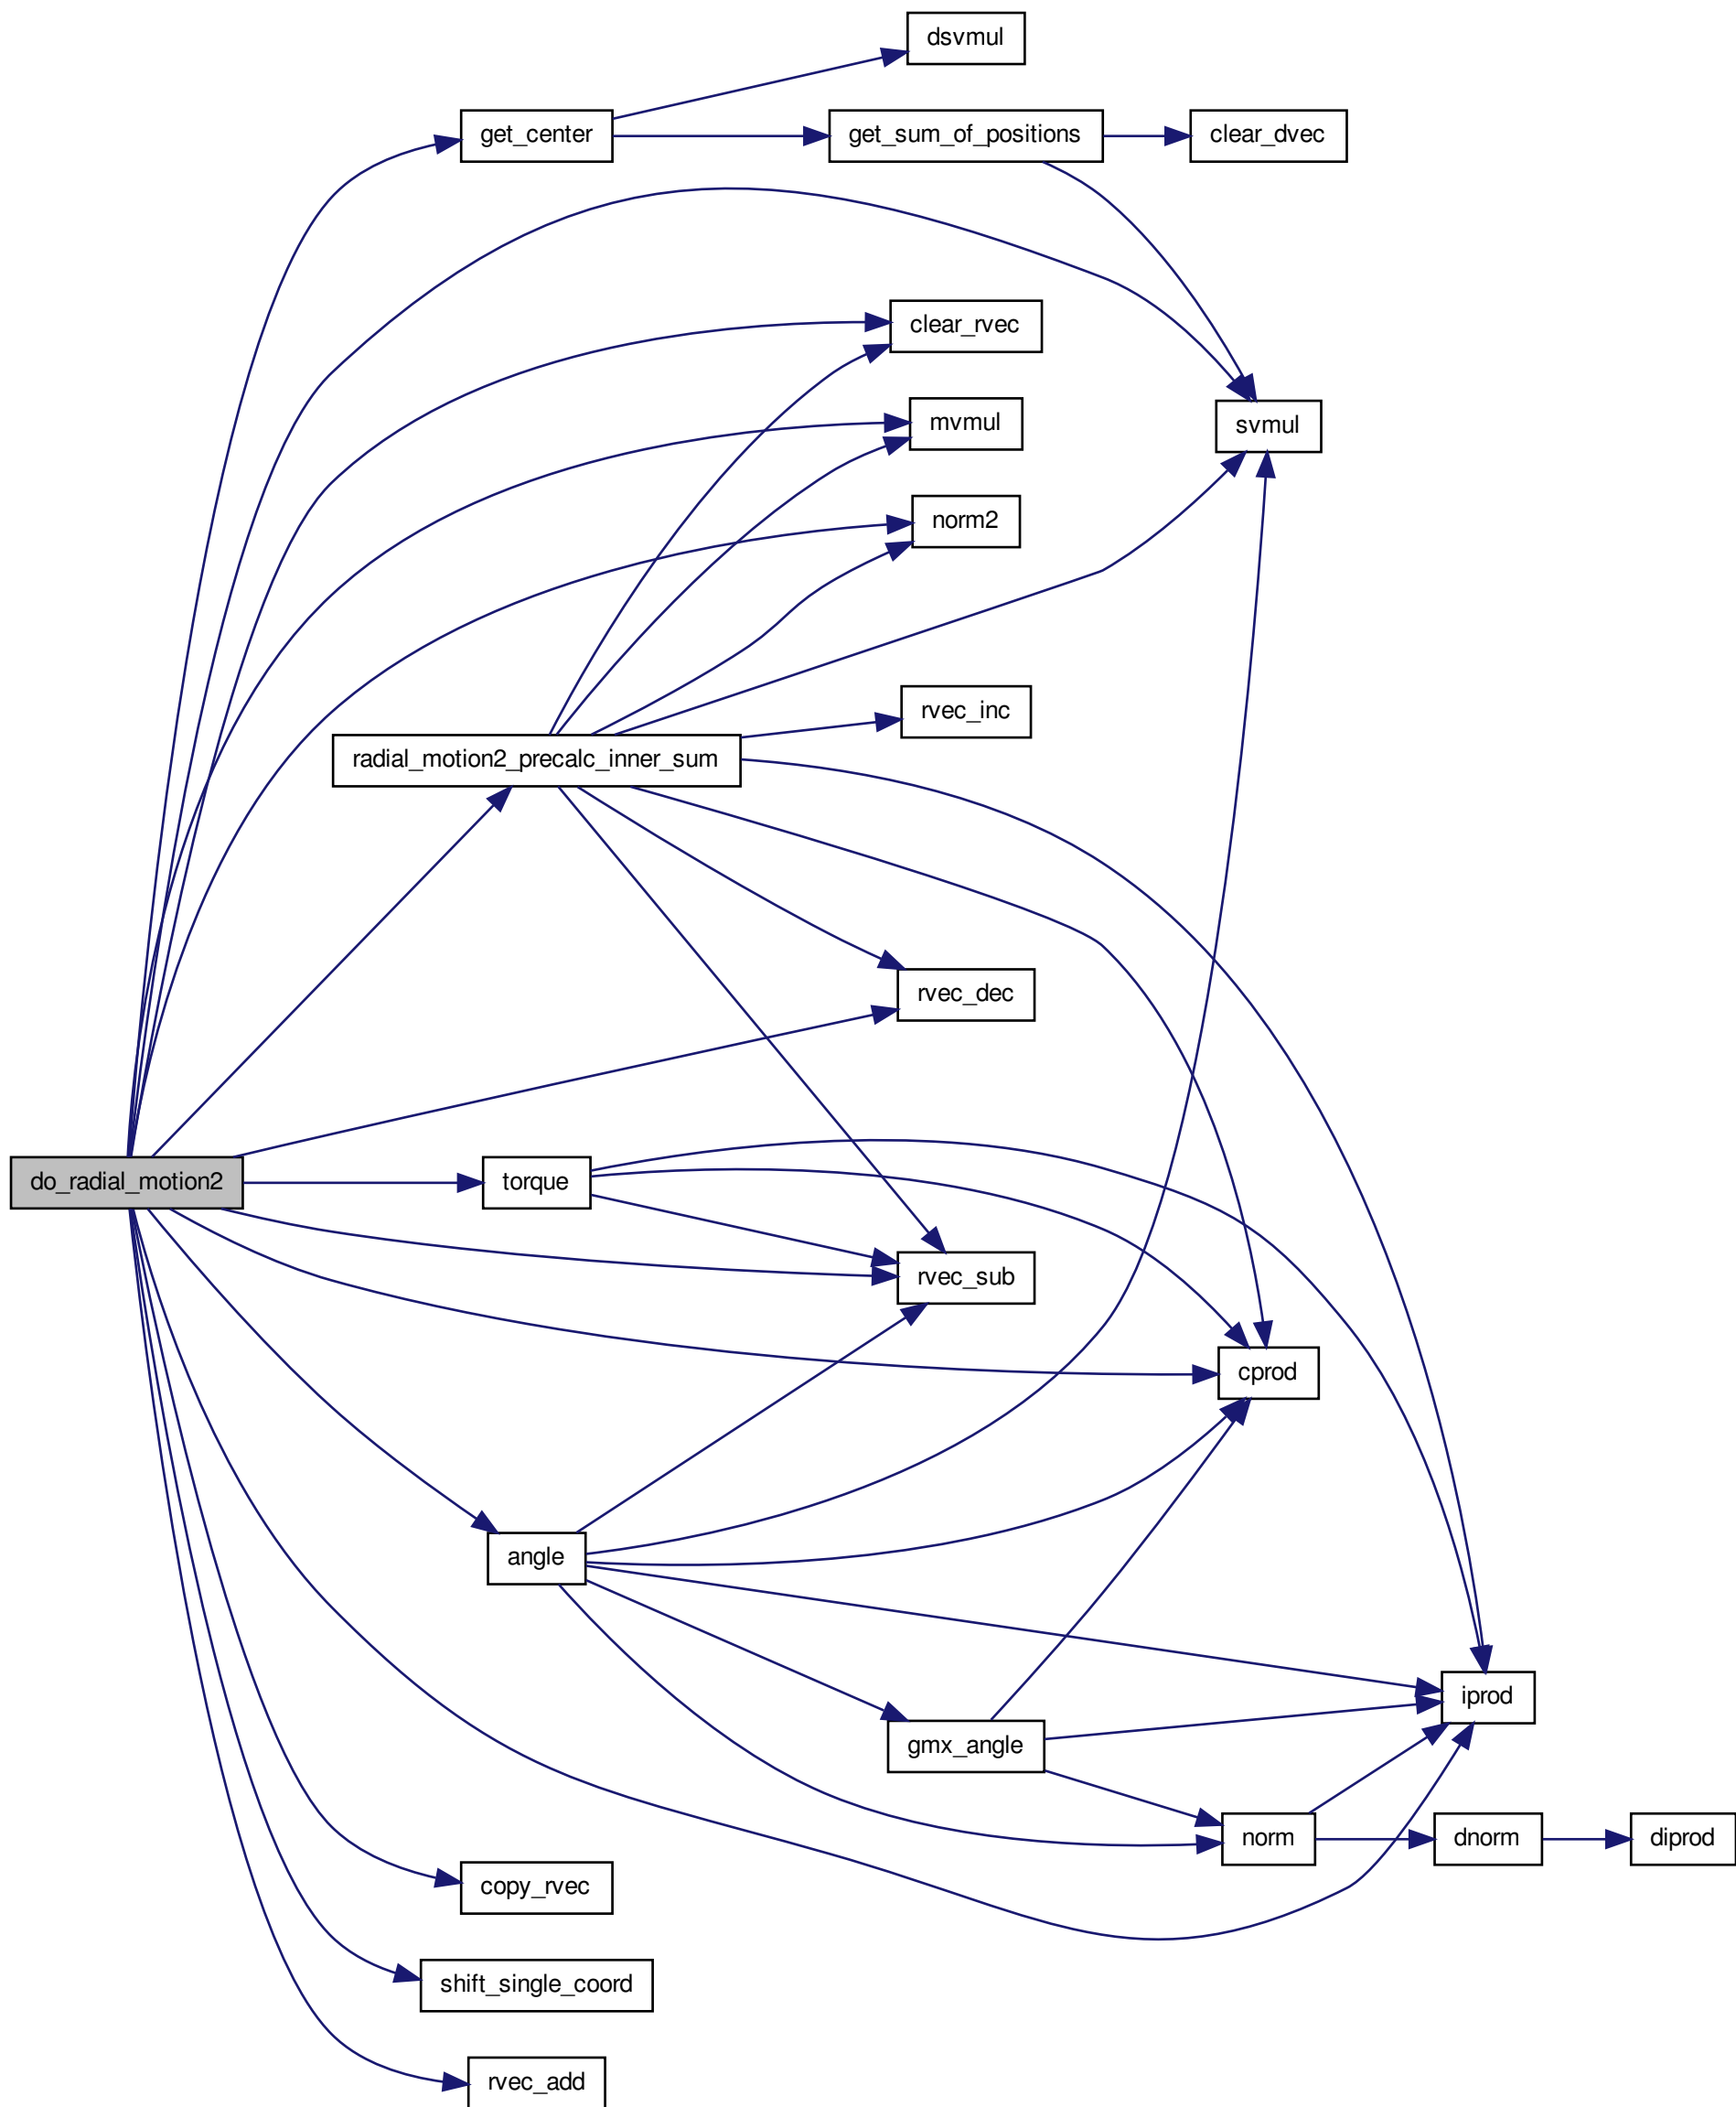 dsvmul
get_center
get_sum_of_positions
clear_dvec
clear_rvec
mvmul
svmul
norm2
rvec_inc
radial_motion2_precalc_inner_sum
rvec_dec
do_radial_motion2
torque
rvec_sub
cprod
angle
iprod
gmx_angle
norm
dnorm
diprod
copy_rvec
shift_single_coord
rvec_add